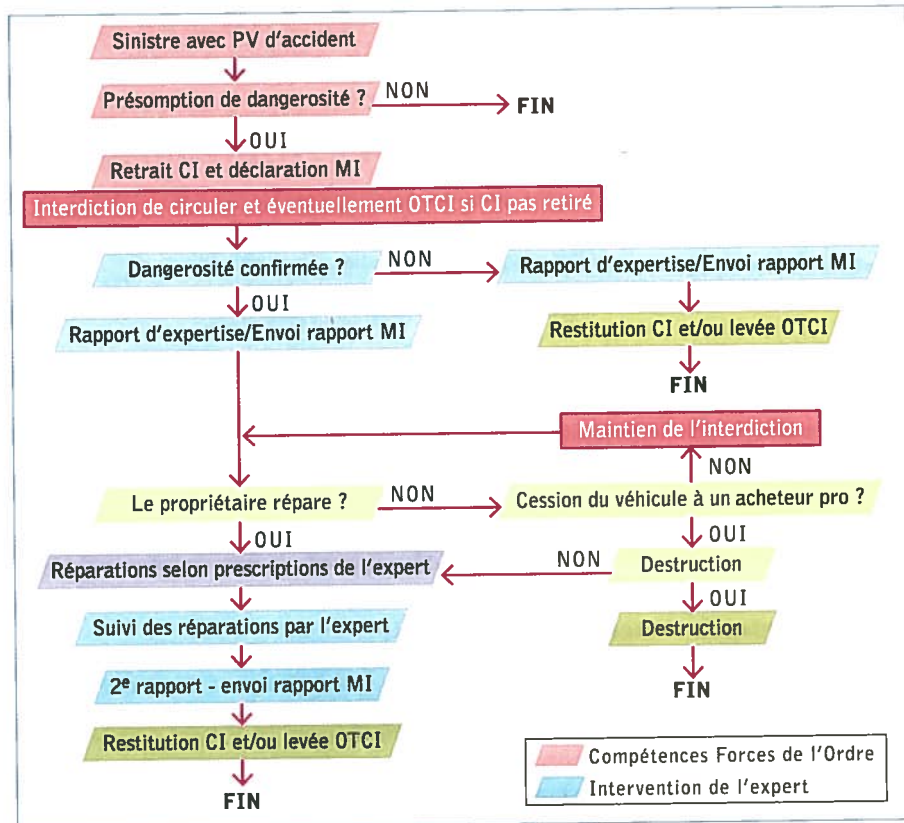 Sinistre avec PV d'accident
Présomption de dangerosité ?
NON
FIN
OUI
Retrait CI et déclaration MI
Interdiction de circuler et éventuellement OTCI si CI pas retiré
Dangerosité confirmée ?
NON
Rapport d'expertise/Envoi rapport MI
OUI
Rapport d'expertise/Envoi rapport MI
Restitution CI et/ou levée OTCI
FIN
Maintien de l'interdiction
NON
Le propriétaire répare ?
NON
Cession du véhicule à un acheteur pro ?
OUI
OUI
Réparations selon prescriptions de l'expert
NON
Destruction
OUI
Suivi des réparations par l'expert
Destruction
2e rapport - envoi rapport MI
FIN
Restitution CI et/ou levée OTCI
FIN
Compétences Forces de l'Ordre
Intervention de l'expert